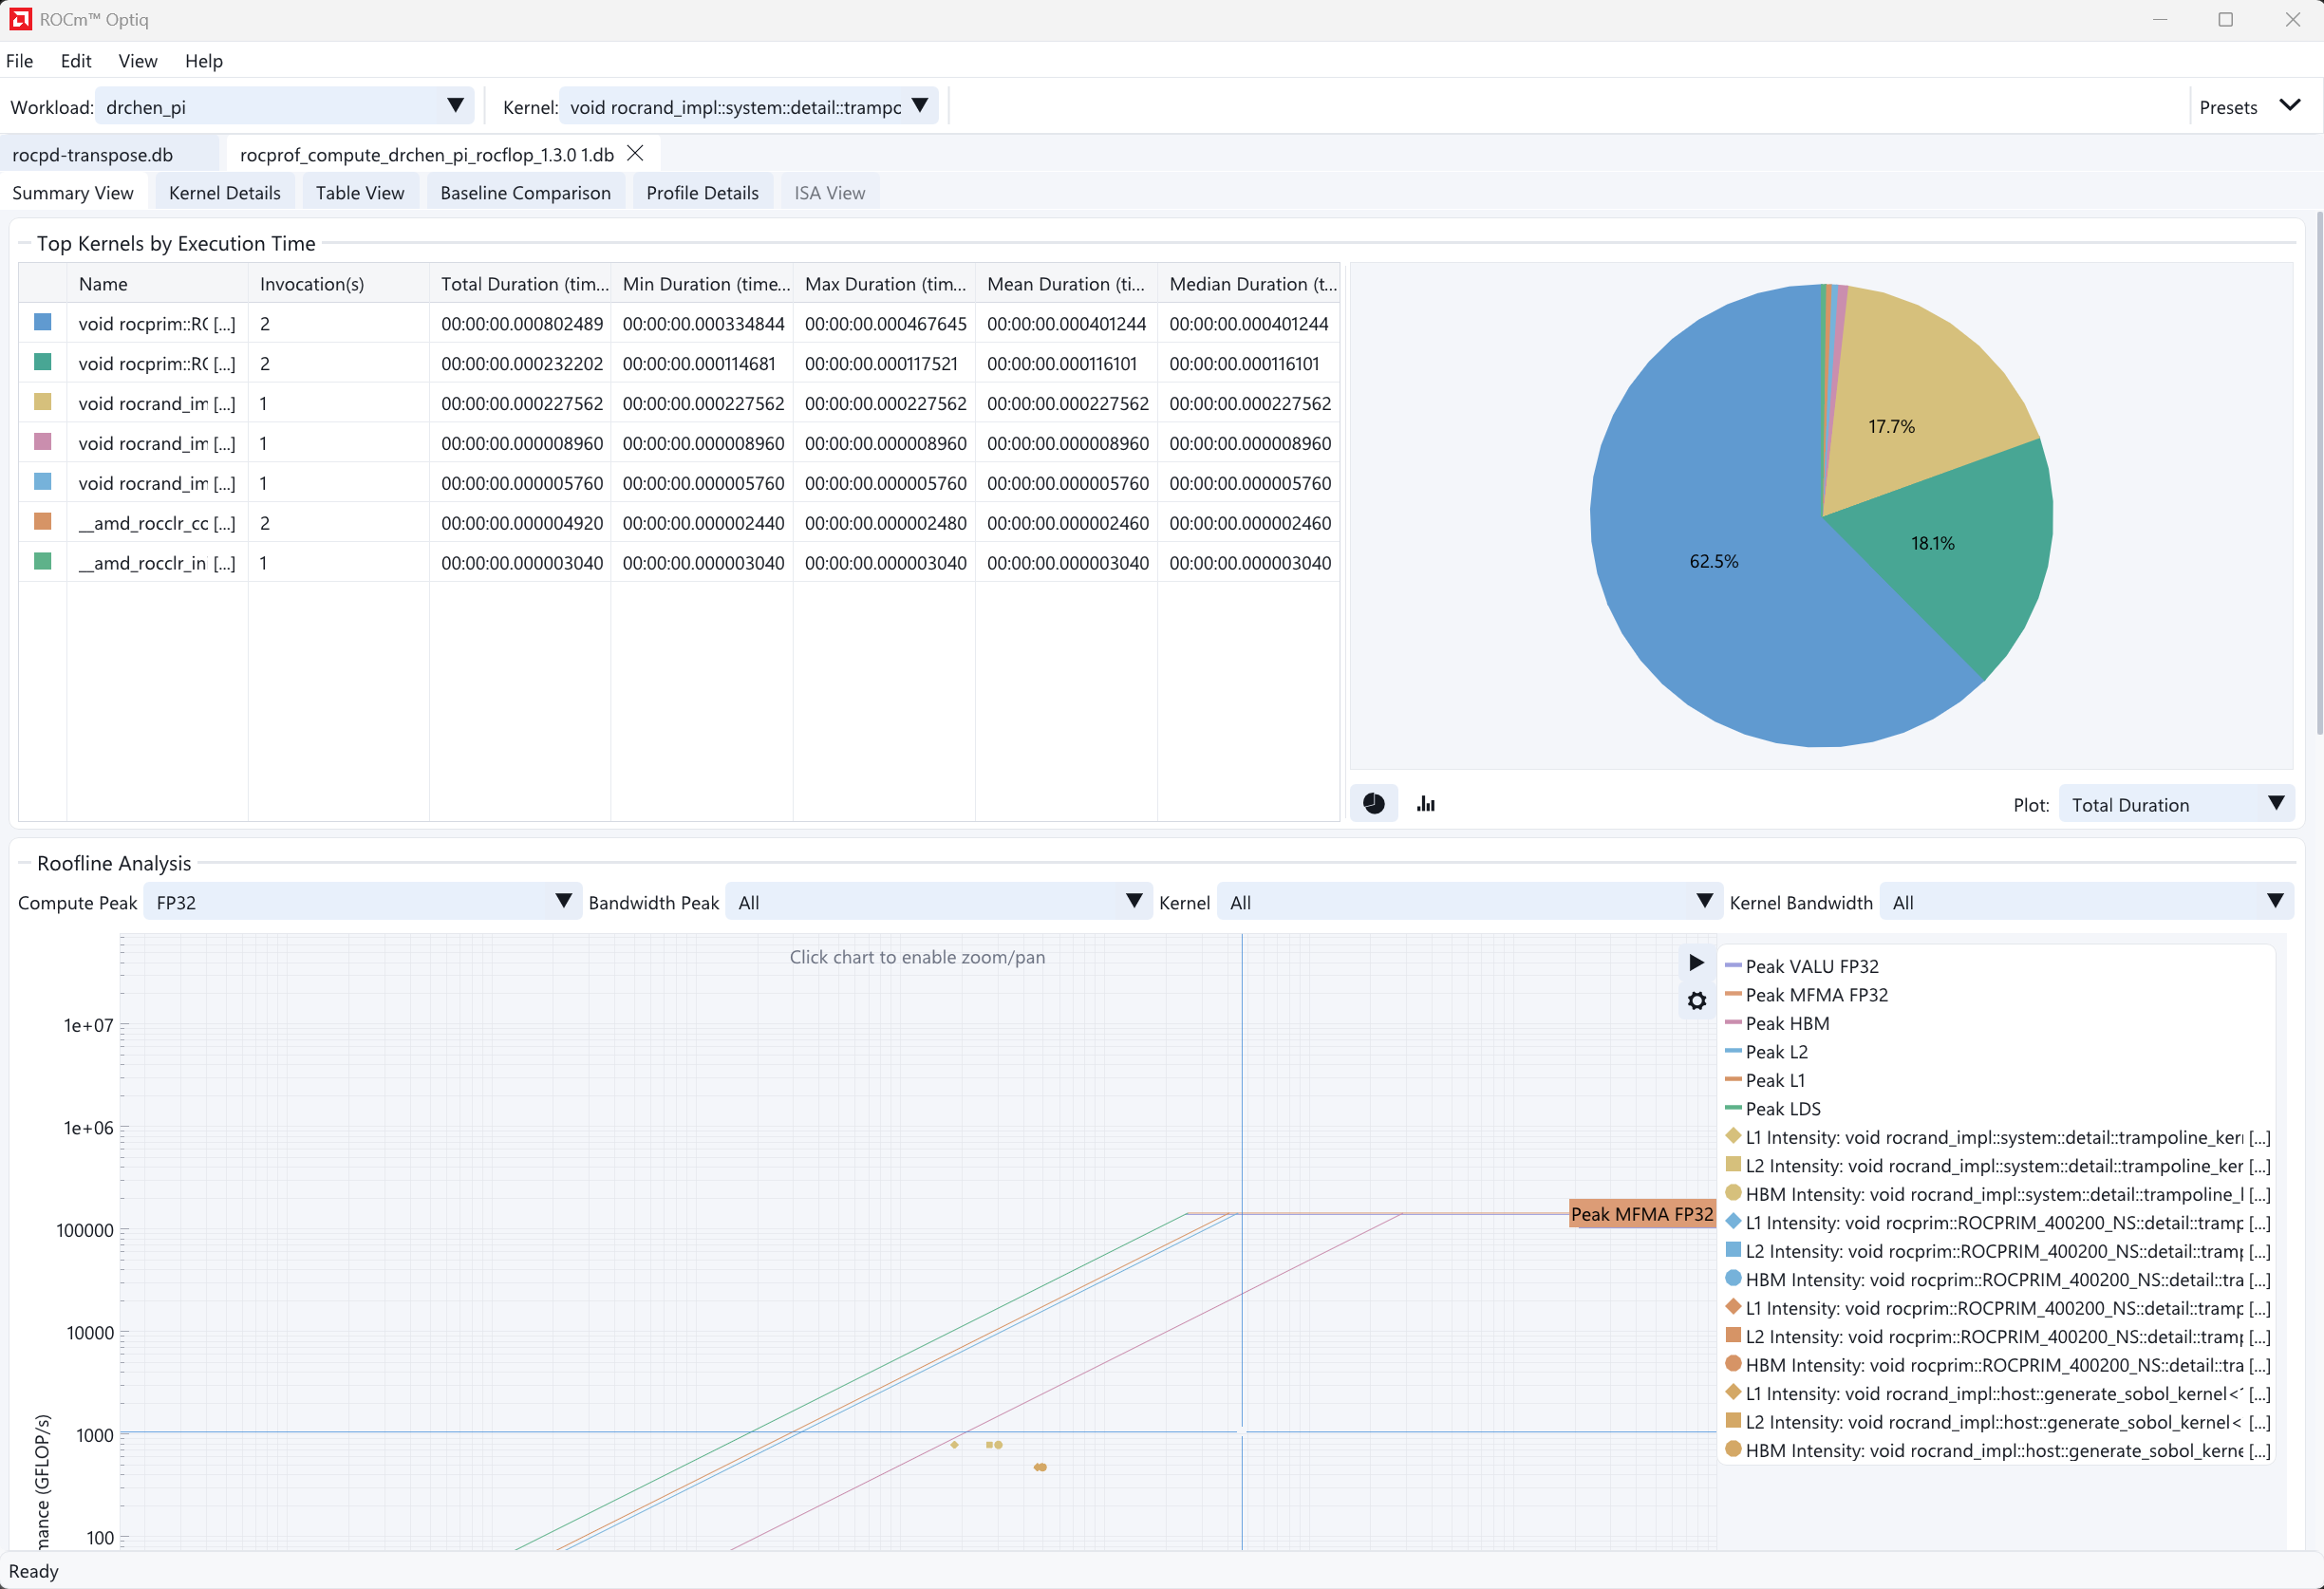 ROCm™ Optiq
File Edit View Help
Workload: drchen_pi Kernel: void rocrand_impl::system::detail::trampc Presets
rocpd-transpose.db rocprof_compute_drchen_pi_rocflop_1.3.0 1.db
Summary View Kernel Details Table View Baseline Comparison Profile Details ISA View
Top Kernels by Execution Time
Name Invocation(s) Total Duration (tim... Min Duration (time... Max Duration (tim... Mean Duration (ti... Median Duration (t...
void rocprim::RC [...] 2 00:00:00.000802489 00:00:00.000334844 00:00:00.000467645 00:00:00.000401244 00:00:00.000401244
void rocprim::RC [...] 2 00:00:00.000232202 00:00:00.000114681 00:00:00.000117521 00:00:00.000116101 00:00:00.000116101
void rocrand_im [...] 1 00:00:00.000227562 00:00:00.000227562 00:00:00.000227562 00:00:00.000227562 00:00:00.000227562
void rocrand_im [...] 1 00:00:00.000008960 00:00:00.000008960 00:00:00.000008960 00:00:00.000008960 00:00:00.000008960
void rocrand_im [...] 1 00:00:00.000005760 00:00:00.000005760 00:00:00.000005760 00:00:00.000005760 00:00:00.000005760
__amd_rocclr_cc [...] 2 00:00:00.000004920 00:00:00.000002440 00:00:00.000002480 00:00:00.000002460 00:00:00.000002460
__amd_rocclr_in [...] 1 00:00:00.000003040 00:00:00.000003040 00:00:00.000003040 00:00:00.000003040 00:00:00.000003040
17.7%
18.1%
62.5%
Plot: Total Duration
Roofline Analysis
Compute Peak FP32 Bandwidth Peak All Kernel All Kernel Bandwidth All
Click chart to enable zoom/pan
1e+07
1e+06
100000
10000
1000
100
mance (GFLOP/s)
Peak MFMA FP32
Peak VALU FP32
Peak MFMA FP32
Peak HBM
Peak L2
Peak L1
Peak LDS
L1 Intensity: void rocrand_impl::system::detail::trampoline_ker [...]
L2 Intensity: void rocrand_impl::system::detail::trampoline_ker [...]
HBM Intensity: void rocrand_impl::system::detail::trampoline_l [...]
L1 Intensity: void rocprim::ROCPRIM_400200_NS::detail::tramp [...]
L2 Intensity: void rocprim::ROCPRIM_400200_NS::detail::tramp [...]
HBM Intensity: void rocprim::ROCPRIM_400200_NS::detail::tra [...]
L1 Intensity: void rocprim::ROCPRIM_400200_NS::detail::tramp [...]
L2 Intensity: void rocprim::ROCPRIM_400200_NS::detail::tramp [...]
HBM Intensity: void rocprim::ROCPRIM_400200_NS::detail::tra [...]
L1 Intensity: void rocrand_impl::host::generate_sobol_kernel<‘ [...]
L2 Intensity: void rocrand_impl::host::generate_sobol_kernel< [...]
HBM Intensity: void rocrand_impl::host::generate_sobol_kerne [...]
Ready